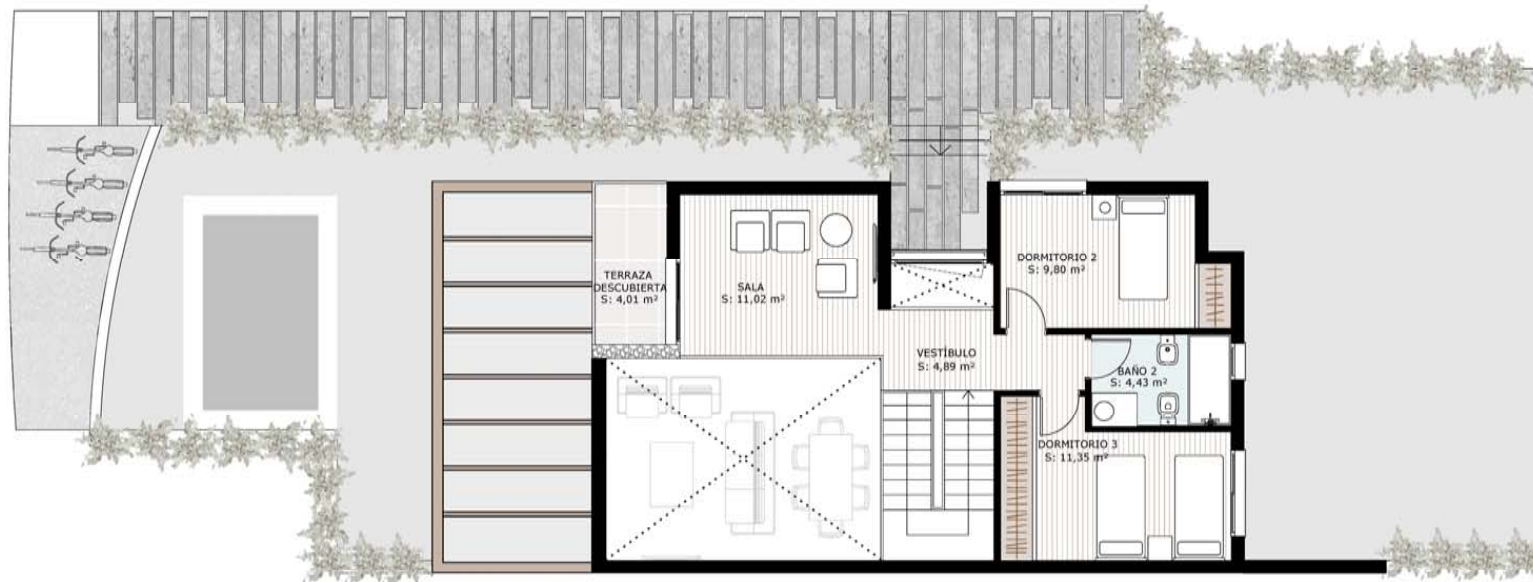 DORMITORIO 2
S: 9,80 m²
TERRAZA
DESCUBIERTA
S: 4,01 m²
SALA
S: 11,02 m²
VESTÍBULO
S: 4,89 m²
BAÑO 2
S: 4,43 m²
DORMITORIO 3
S: 11,35 m²